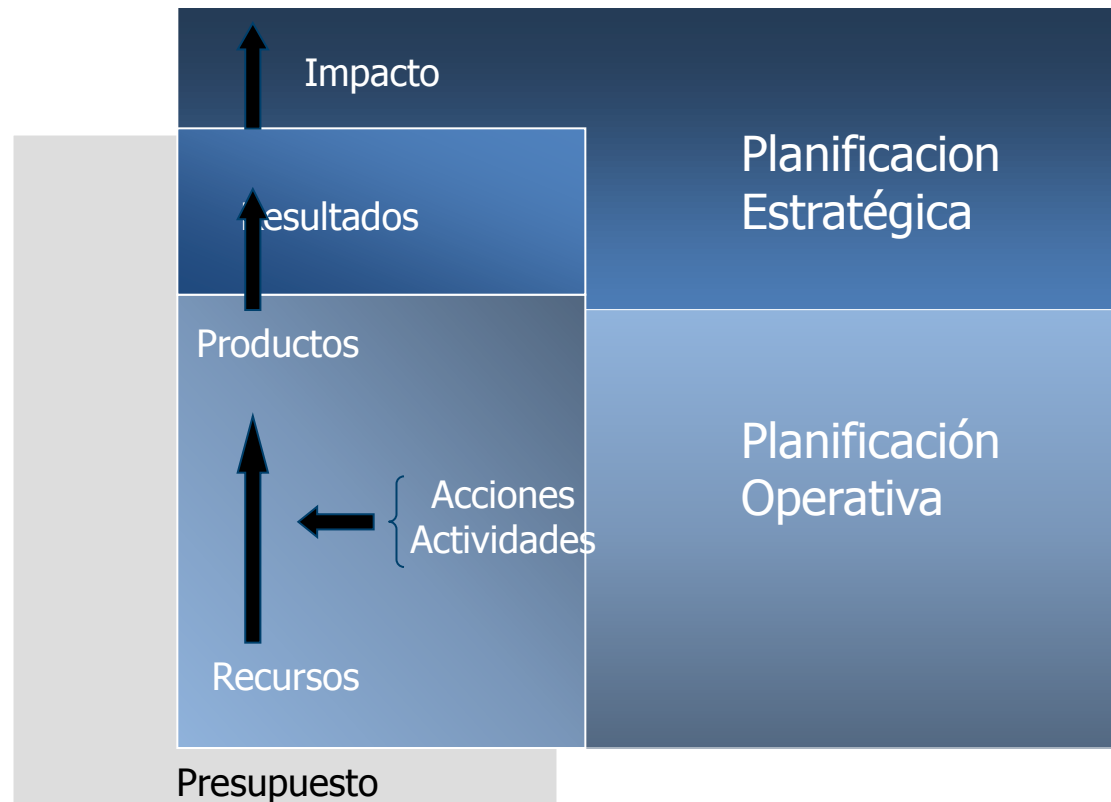 Impacto
Planificacion
Estratégica
Resultados
Productos
Planificación
Operativa
Acciones
Actividades
Recursos
Presupuesto